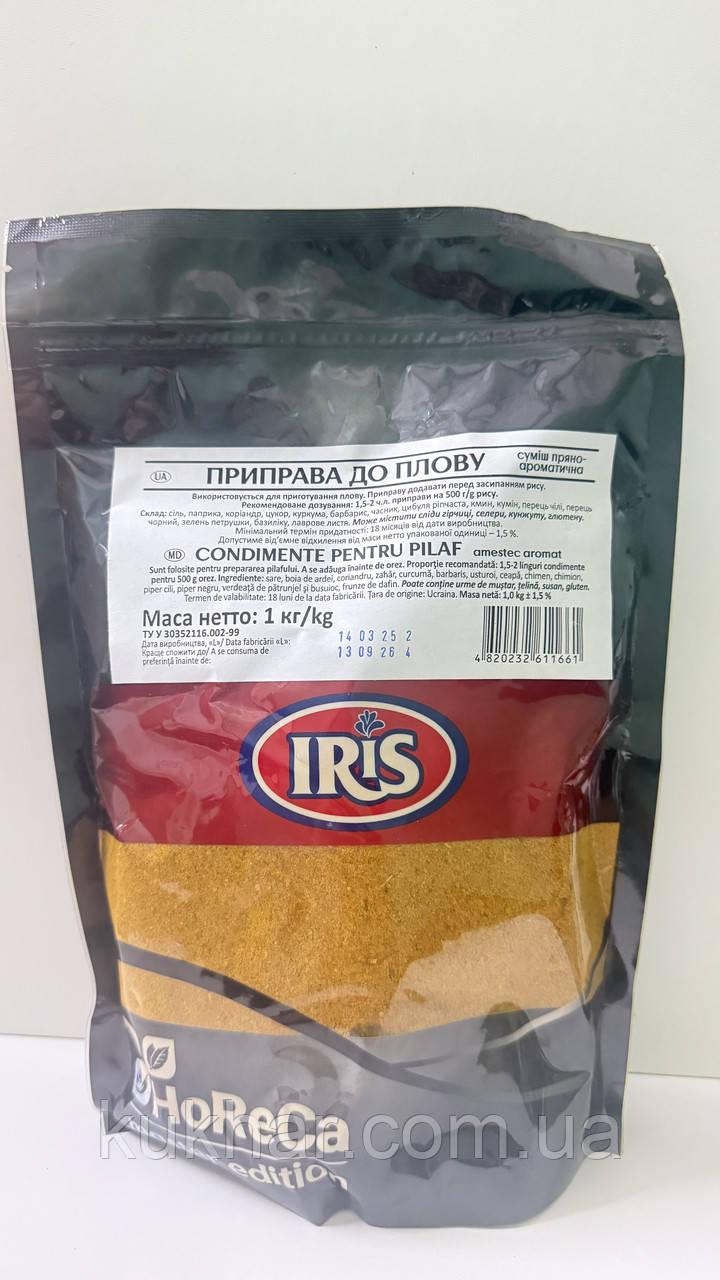 UA
ПРИПРАВА ДО ПЛОВУ
суміш пряно-
ароматична
Використовується для приготування плову. Приправу додавати перед засипанням рису.
Рекомендоване дозування: 1,5-2 ч.л. приправи на 500 г/g рису.
Склад: сіль, паприка, коріандр, цукор, куркума, барбарис, часник, цибуля ріпчаста, кмин, кумін, перець чілі, перець
чорний, зелень петрушки, базиліку, лаврове листя. Може містити сліди гірчиці, селери, кунжуту, глютену.
Мінімальний термін придатності: 18 місяців від дати виробництва.
Допустиме від’ємне відхилення від маси нетто упакованої одиниці – 1,5 %.
MD
CONDIMENTE PENTRU PILAF amestec aromat
Sunt folosite pentru prepararea pilafului. A se adăuga înainte de orez. Proporție recomandată: 1,5-2 linguri condimente
pentru 500 g orez. Ingrediente: sare, boia de ardei, coriandru, zahăr, curcumă, barbaris, usturoi, ceapă, chimen, chimion,
piper cili, piper negru, verdeață de pătrunjel și busuioc, frunze de dafin. Poate conține urme de muștar, țelină, susan, gluten.
Termen de valabilitate: 18 luni de la data fabricării. Țara de origine: Ucraina. Masa netă: 1,0 kg ± 1,5 %
Маса нетто: 1 кг/kg
ТУ У 30352116.002-99
Дата виробництва, «L»/ Data fabricării «L»:
Краще спожити до/ A se consuma de
preferință înainte de:
14 03 25 2
13 09 26 4
4 820232 611661
IRIS
HoReCa
edition
kukhar.com.ua